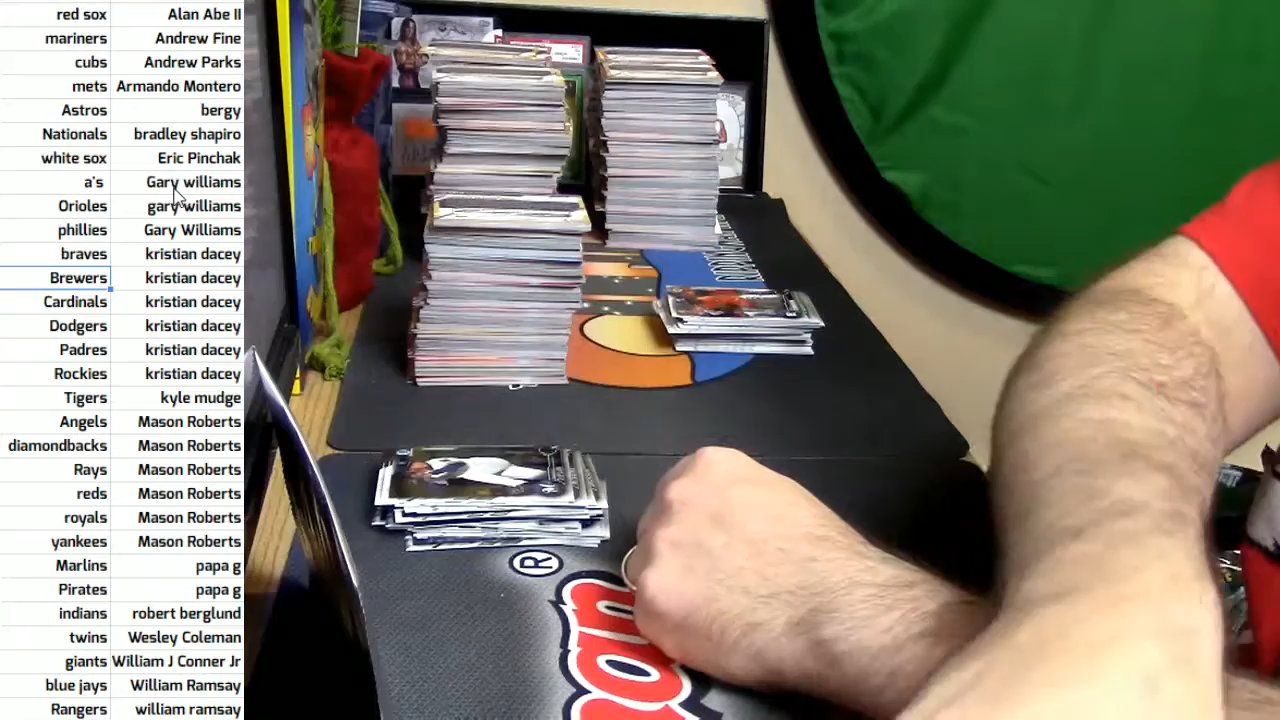 red sox Alan Abe II
mariners Andrew Fine
cubs Andrew Parks
mets Armando Montero
Astros bergy
Nationals bradley shapiro
white sox Eric Pinchak
a's Gary williams
Orioles gary williams
phillies Gary Williams
braves kristian dacey
Brewers kristian dacey
Cardinals kristian dacey
Dodgers kristian dacey
Padres kristian dacey
Rockies kristian dacey
Tigers kyle mudge
Angels Mason Roberts
diamondbacks Mason Roberts
Rays Mason Roberts
reds Mason Roberts
royals Mason Roberts
yankees Mason Roberts
Marlins papa g
Pirates papa g
indians robert berglund
twins Wesley Coleman
giants William J Conner Jr
blue jays William Ramsay
Rangers william ramsay
®